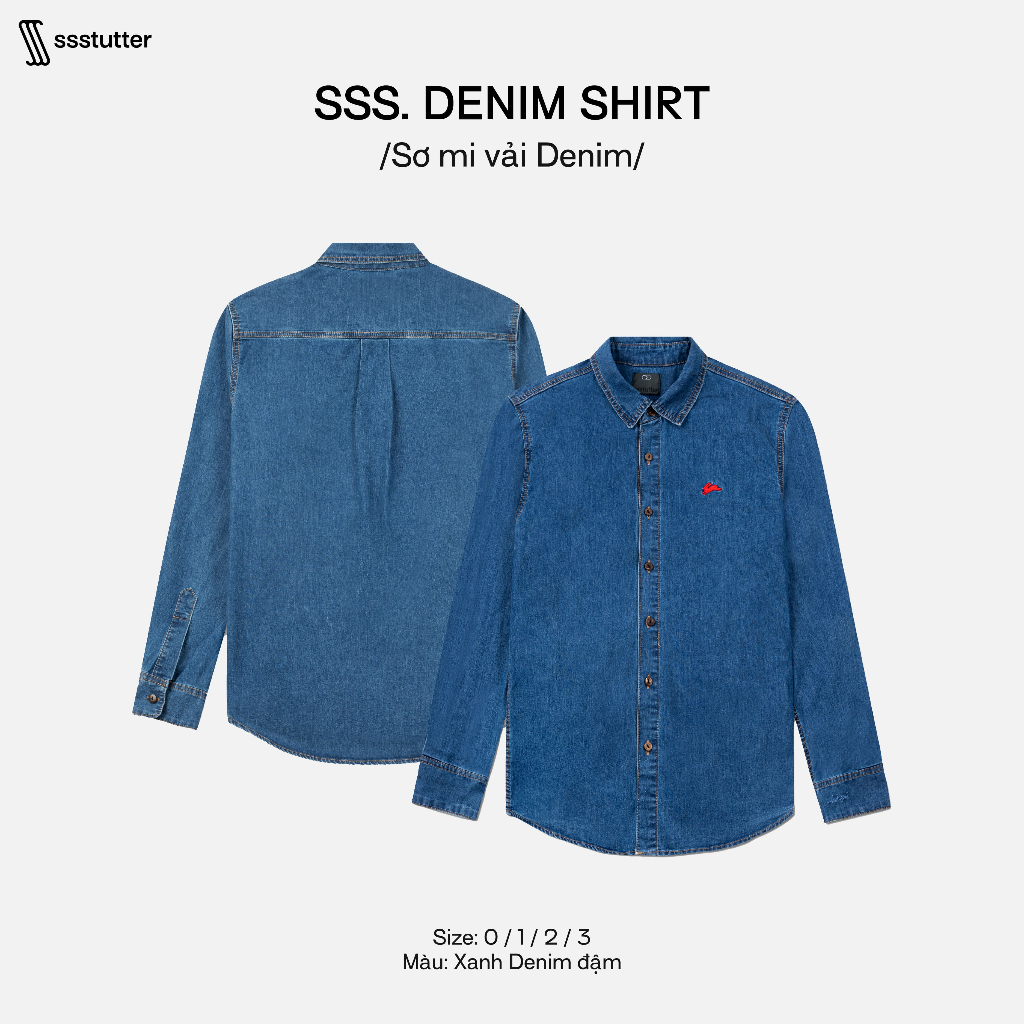 ssstutter
SSS. DENIM SHIRT
/Sơ mi vải Denim/
Size: 0 / 1 / 2 / 3
Màu: Xanh Denim đậm